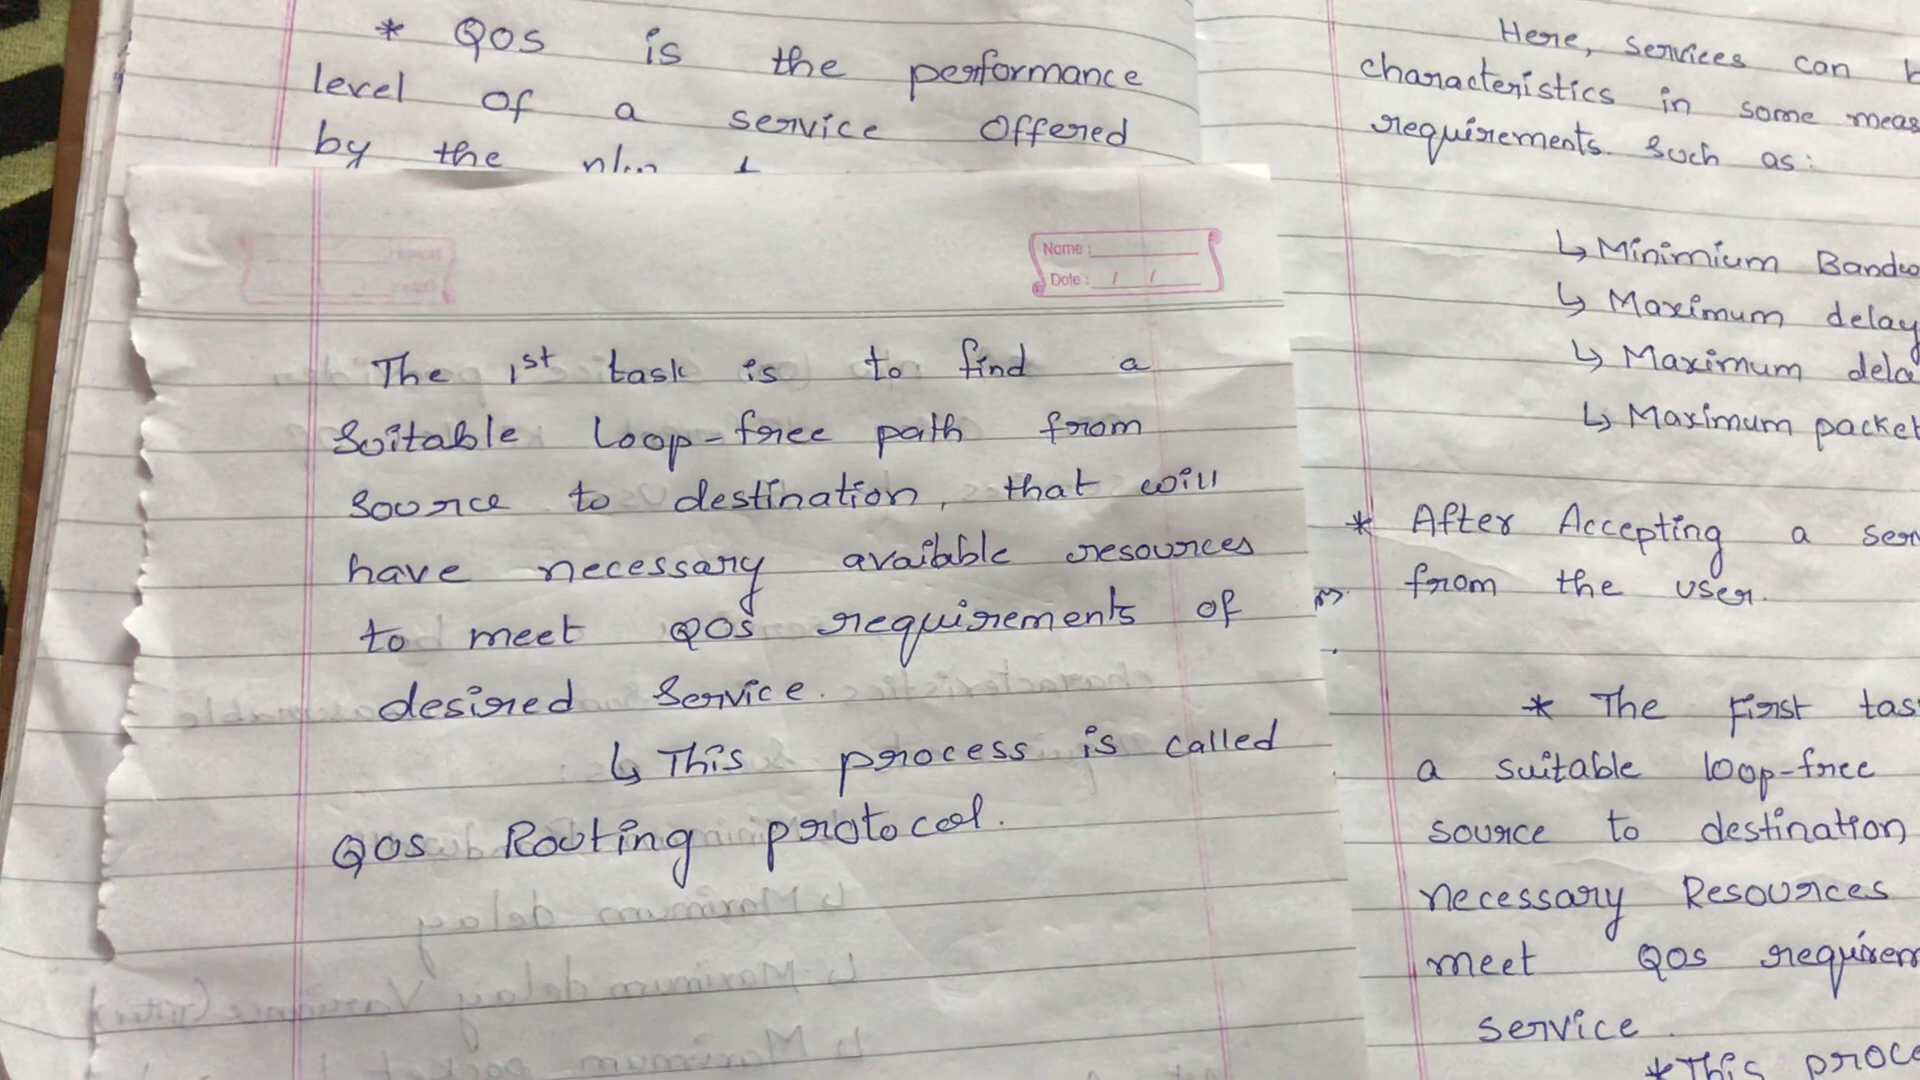 * QOS is the performance
level of a service Offered
by the
Name :
Date : / /
The 1st task is to find a
Suitable Loop-free path from
Source to destination, that will
have necessary available resources
to meet QOS requirements of
desired Service.
↳ This process is called
QOS Routing protocol.
Here, services can
characteristics in some
requirements such as:
↳ Minimium
↳ Maximum delay
↳ Maximum
↳ Maximum packet
* After Accepting a
from the user.
* The first
a suitable loop-free
source to destination
necessary Resources
meet QOS
service.
* This